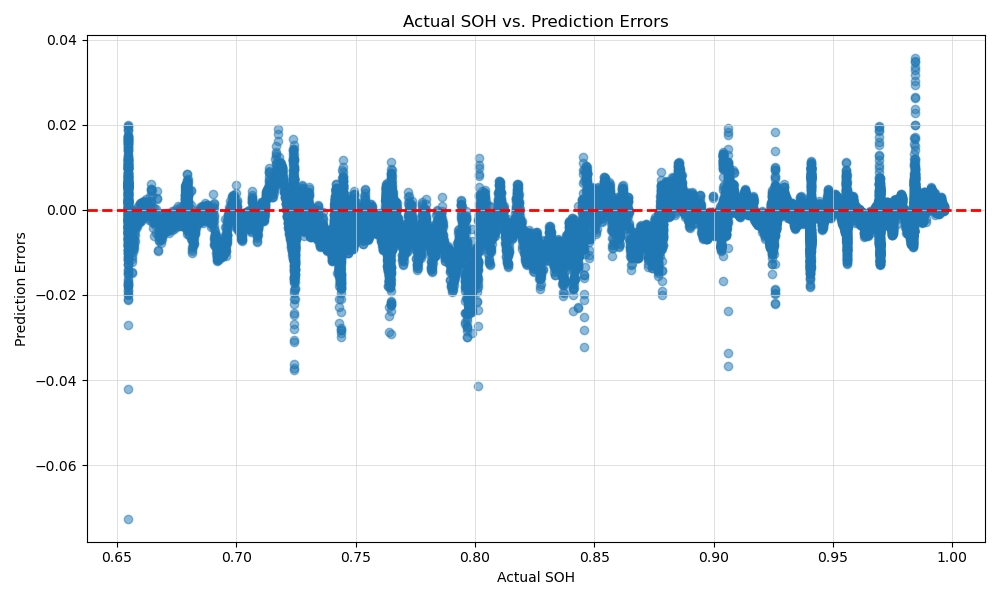 Actual SOH vs. Prediction Errors
Prediction Errors
0.04
0.02
0.00
−0.02
−0.04
−0.06
0.65 0.70 0.75 0.80 0.85 0.90 0.95 1.00
Actual SOH